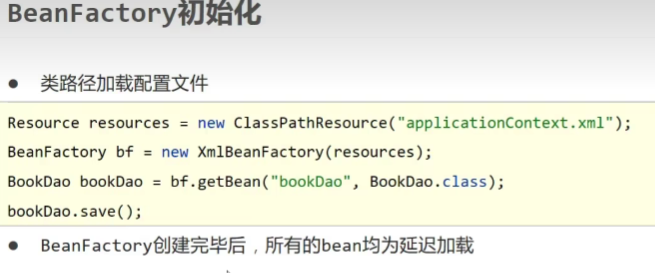 BeanFactory初始化
● 类路径加载配置文件
Resource resources = new ClassPathResource("applicationContext.xml");
BeanFactory bf = new XmlBeanFactory(resources);
BookDao bookDao = bf.getBean("bookDao", BookDao.class);
bookDao.save();
● BeanFactory创建完毕后，所有的bean均为延迟加载